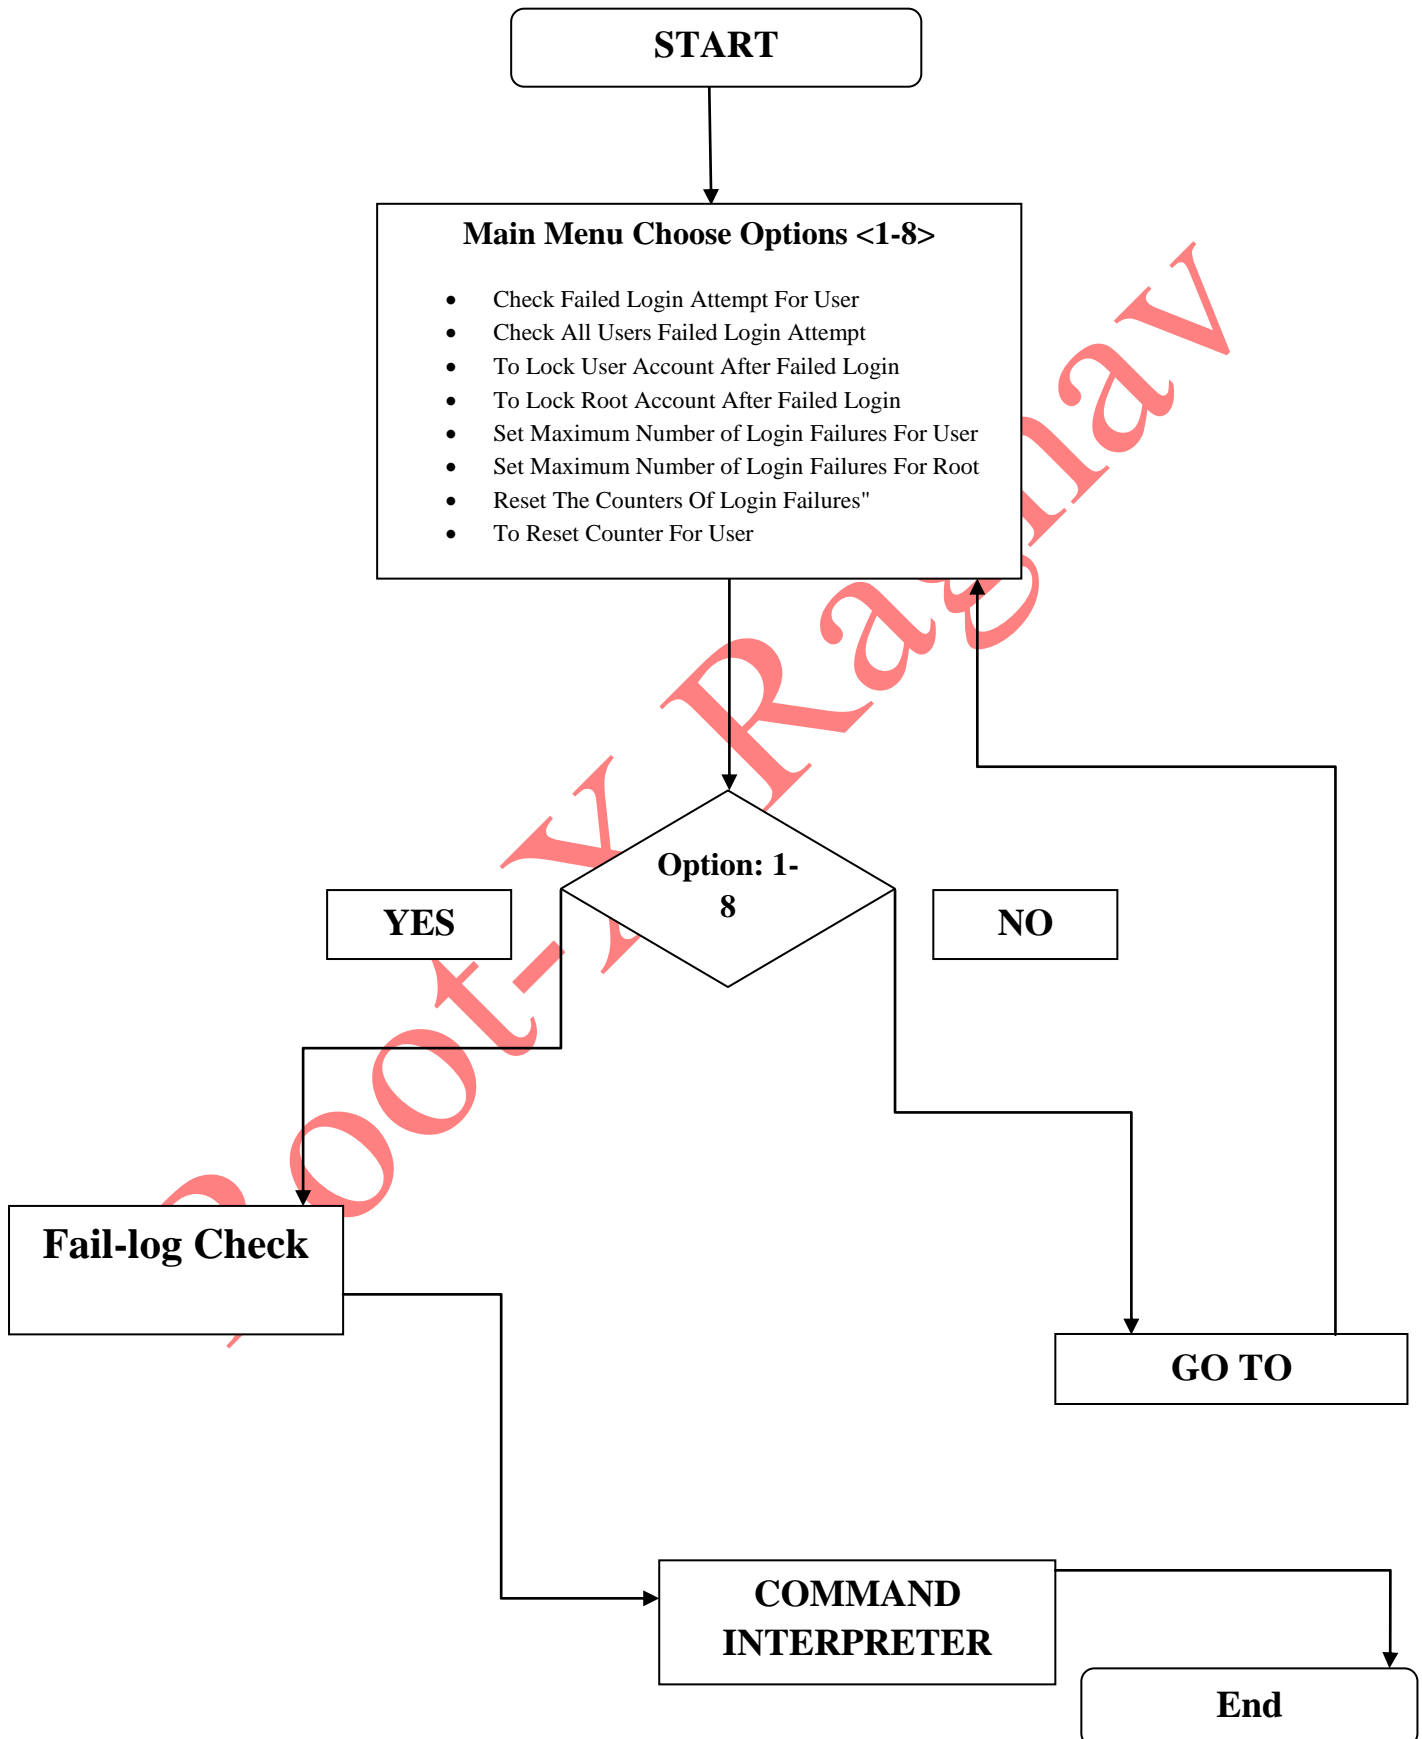 START
Main Menu Choose Options <1-8>
• Check Failed Login Attempt For User
• Check All Users Failed Login Attempt
• To Lock User Account After Failed Login
• To Lock Root Account After Failed Login
• Set Maximum Number of Login Failures For User
• Set Maximum Number of Login Failures For Root
• Reset The Counters Of Login Failures"
• To Reset Counter For User
Option: 1-
8
YES
NO
Fail-log Check
GO TO
COMMAND
INTERPRETER
End